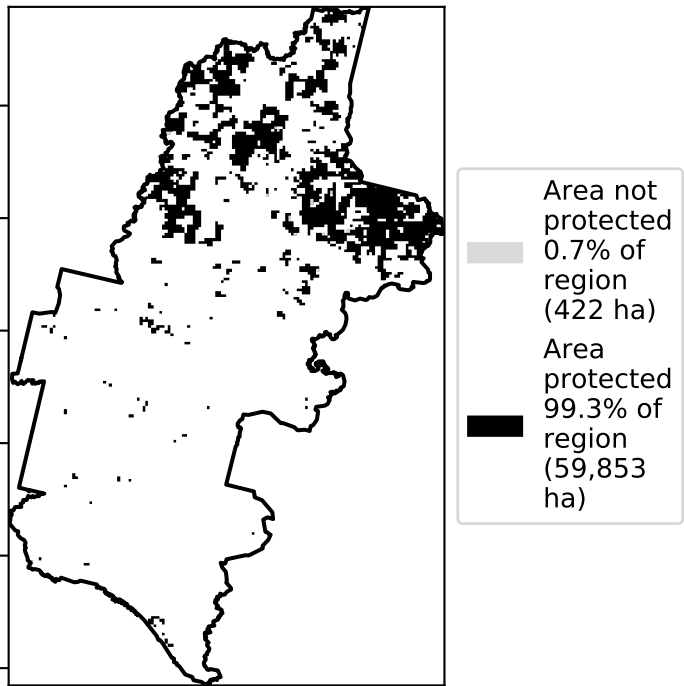 Area not
protected
0.7% of
region
(422 ha)
Area
protected
99.3% of
region
(59,853
ha)